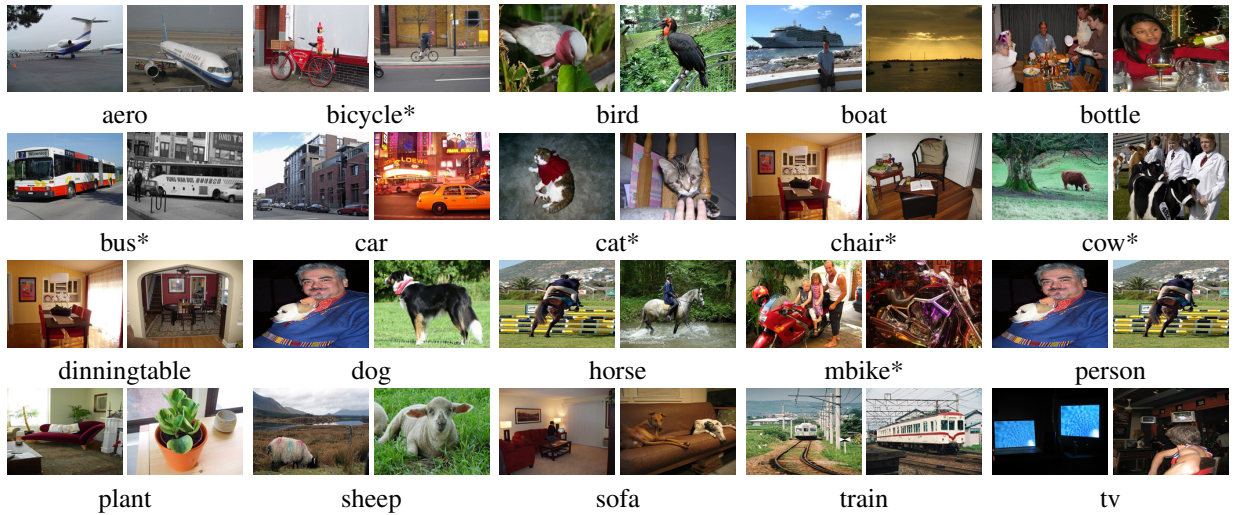 aero bicycle* bird boat bottle
bus* car cat* chair* cow*
dinningtable dog horse mbike* person
plant sheep sofa train tv